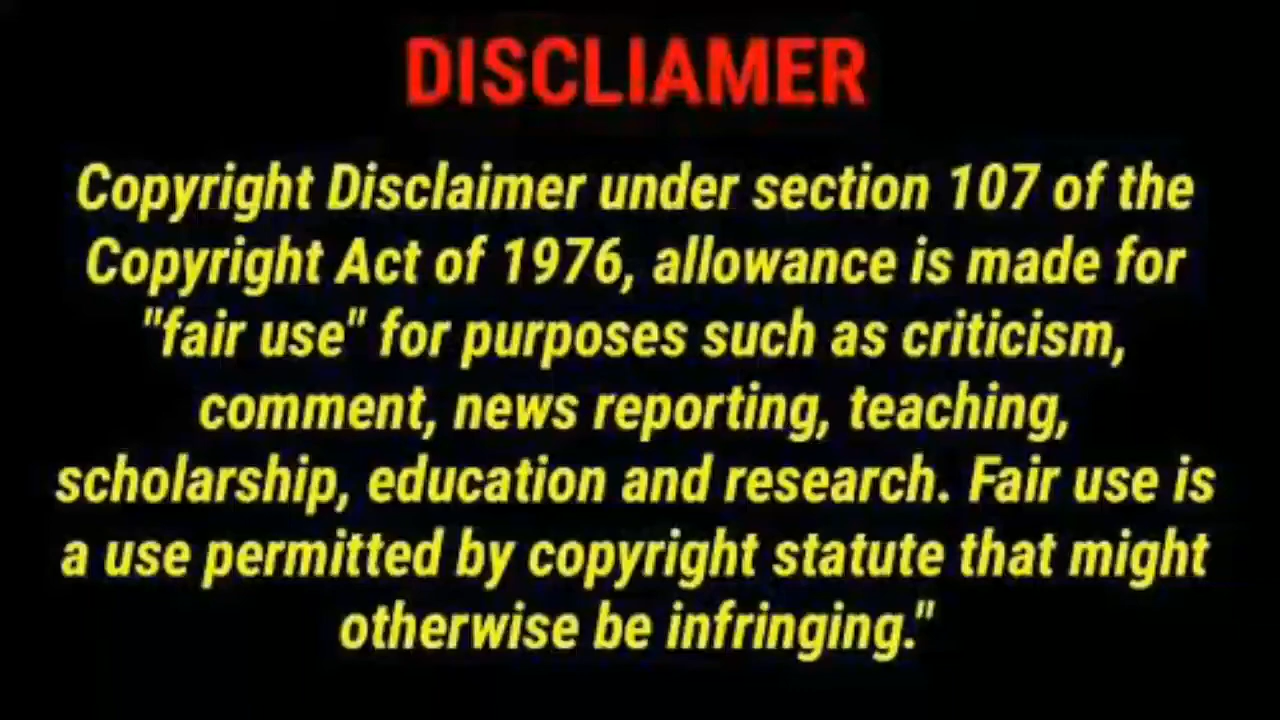 DISCLIAMER
Copyright Disclaimer under section 107 of the
Copyright Act of 1976, allowance is made for
"fair use" for purposes such as criticism,
comment, news reporting, teaching,
scholarship, education and research. Fair use is
a use permitted by copyright statute that might
otherwise be infringing."